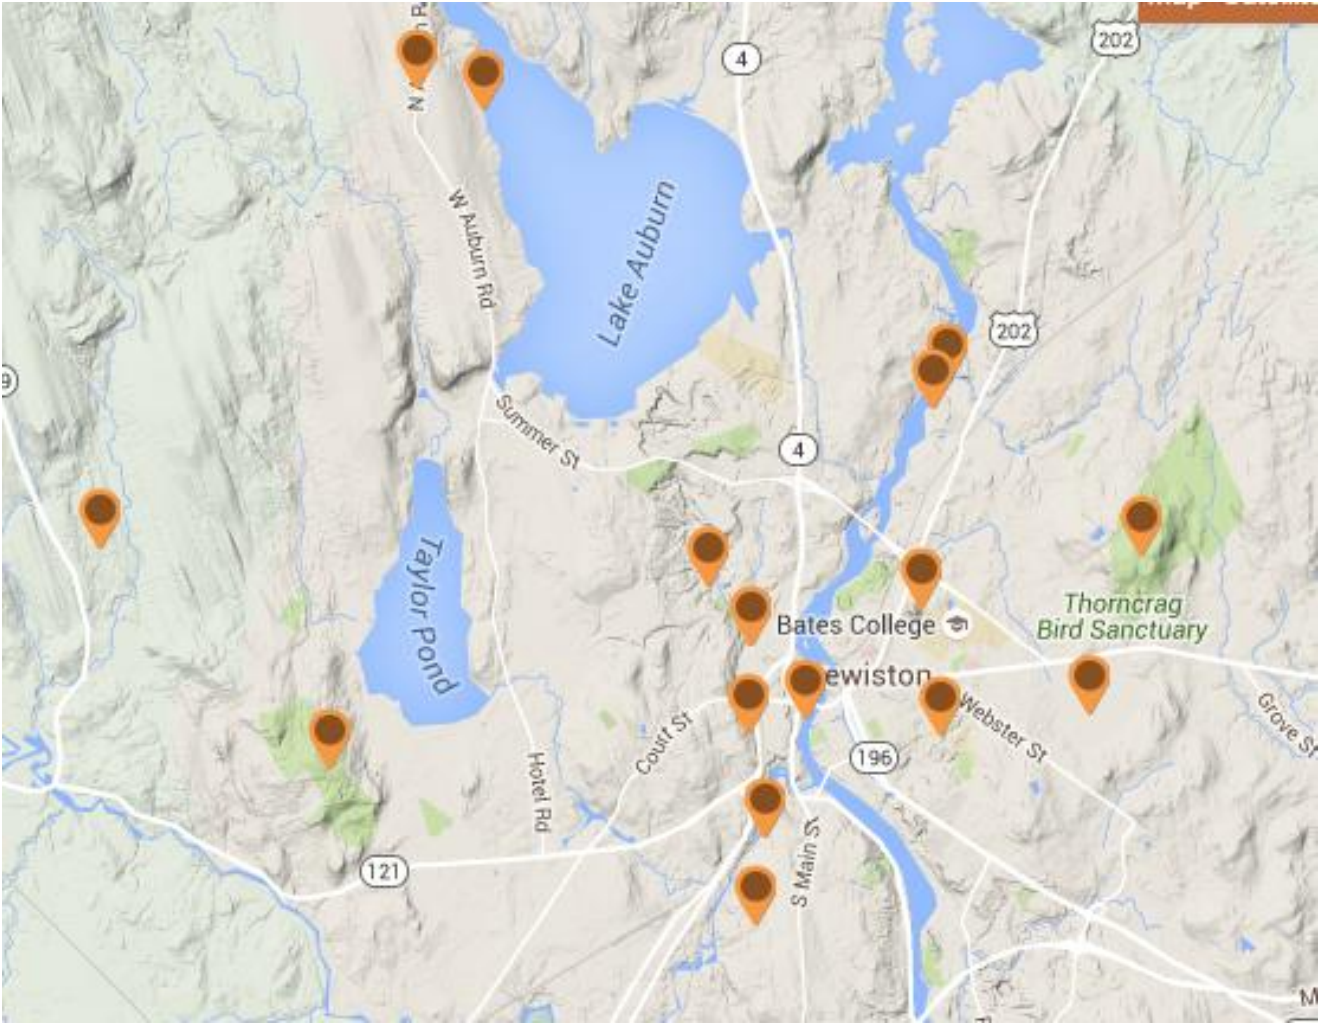 4
202
W Auburn Rd
Lake Auburn
202
9
Summer St
4
Taylor Pond
Thorncrag
Bird Sanctuary
Bates College
ewiston
Court St
Webster St
Grove St
196
Hotel Rd
S Main St
121
M